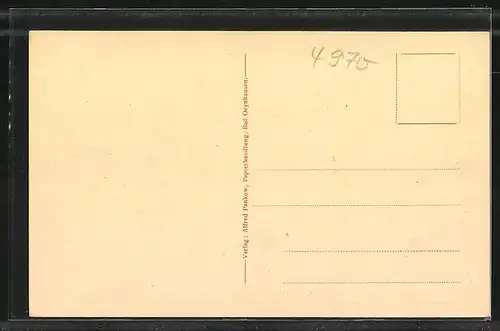 4970
Verlag: Alfred Pankow, Papierhandlung, Bad Oeynhausen.